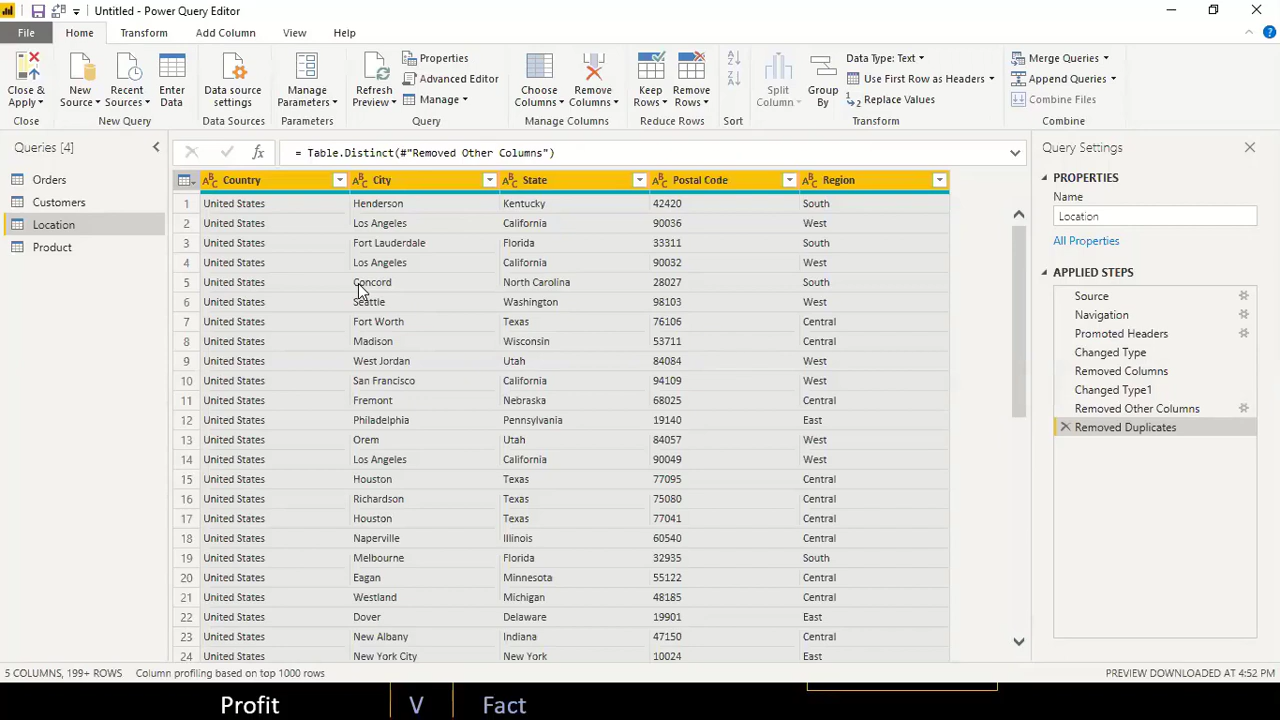 Untitled - Power Query Editor
File Home Transform Add Column View Help
Close & Apply
New Source
Recent Sources
Enter Data
Data source settings
Manage Parameters
Refresh Preview
Properties
Advanced Editor
Manage
Choose Columns
Remove Columns
Keep Rows
Remove Rows
Split Column
Group By
Data Type: Text
Use First Row as Headers
Replace Values
Merge Queries
Append Queries
Combine Files
Close New Query Data Sources Parameters Query Manage Columns Reduce Rows Sort Transform Combine
Queries [4]
Orders
Customers
Location
Product
= Table.Distinct(#"Removed Other Columns")
Country City State Postal Code Region
1 United States Henderson Kentucky 42420 South
2 United States Los Angeles California 90036 West
3 United States Fort Lauderdale Florida 33311 South
4 United States Los Angeles California 90032 West
5 United States Concord North Carolina 28027 South
6 United States Seattle Washington 98103 West
7 United States Fort Worth Texas 76106 Central
8 United States Madison Wisconsin 53711 Central
9 United States West Jordan Utah 84084 West
10 United States San Francisco California 94109 West
11 United States Fremont Nebraska 68025 Central
12 United States Philadelphia Pennsylvania 19140 East
13 United States Orem Utah 84057 West
14 United States Los Angeles California 90049 West
15 United States Houston Texas 77095 Central
16 United States Richardson Texas 75080 Central
17 United States Houston Texas 77041 Central
18 United States Naperville Illinois 60540 Central
19 United States Melbourne Florida 32935 South
20 United States Eagan Minnesota 55122 Central
21 United States Westland Michigan 48185 Central
22 United States Dover Delaware 19901 East
23 United States New Albany Indiana 47150 Central
24 United States New York City New York 10024 East
Query Settings
PROPERTIES
Name
Location
All Properties
APPLIED STEPS
Source
Navigation
Promoted Headers
Changed Type
Removed Columns
Changed Type1
Removed Other Columns
Removed Duplicates
5 COLUMNS, 199+ ROWS Column profiling based on top 1000 rows PREVIEW DOWNLOADED AT 4:52 PM
Profit V Fact